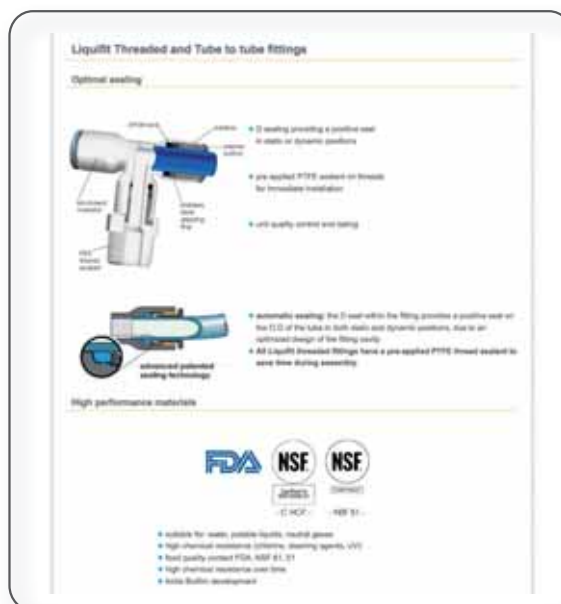 Liquifit Threaded and Tube to tube fittings
Optimal sealing
D sealing providing a positive seal
in static or dynamic positions
pre-applied PTFE sealant on threads
for immediate installation
unit quality control and dating
automatic sealing: the D seal within the fitting provides a positive seal on
the O.D of the tube in both static and dynamic positions, due to an
optimized design of the fitting cavity
All Liquifit threaded fittings have a pre-applied PTFE thread sealant to
save time during assembly
advanced patented
sealing technology
High performance materials
FDA NSF NSF
- C HCF - - NSF 51 -
suitable for water, potable liquids, neutral gases
high chemical resistance (chlorine, cleaning agents, UV)
food quality contact FDA, NSF 61, 51
high chemical resistance over time
limits Biofilm development